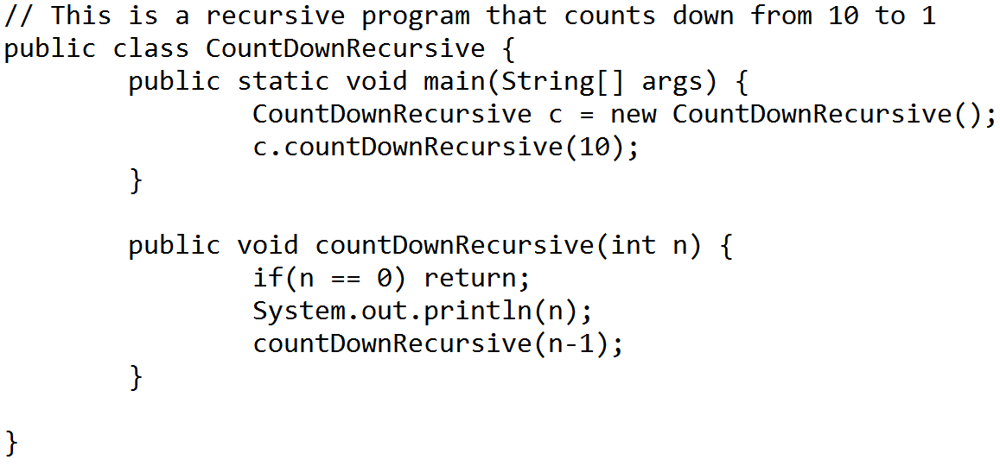 // This is a recursive program that counts down from 10 to 1
public class CountDownRecursive {
        public static void main(String[] args) {
                CountDownRecursive c = new CountDownRecursive();
                c.countDownRecursive(10);
        }

        public void countDownRecursive(int n) {
                if(n == 0) return;
                System.out.println(n);
                countDownRecursive(n-1);
        }

}